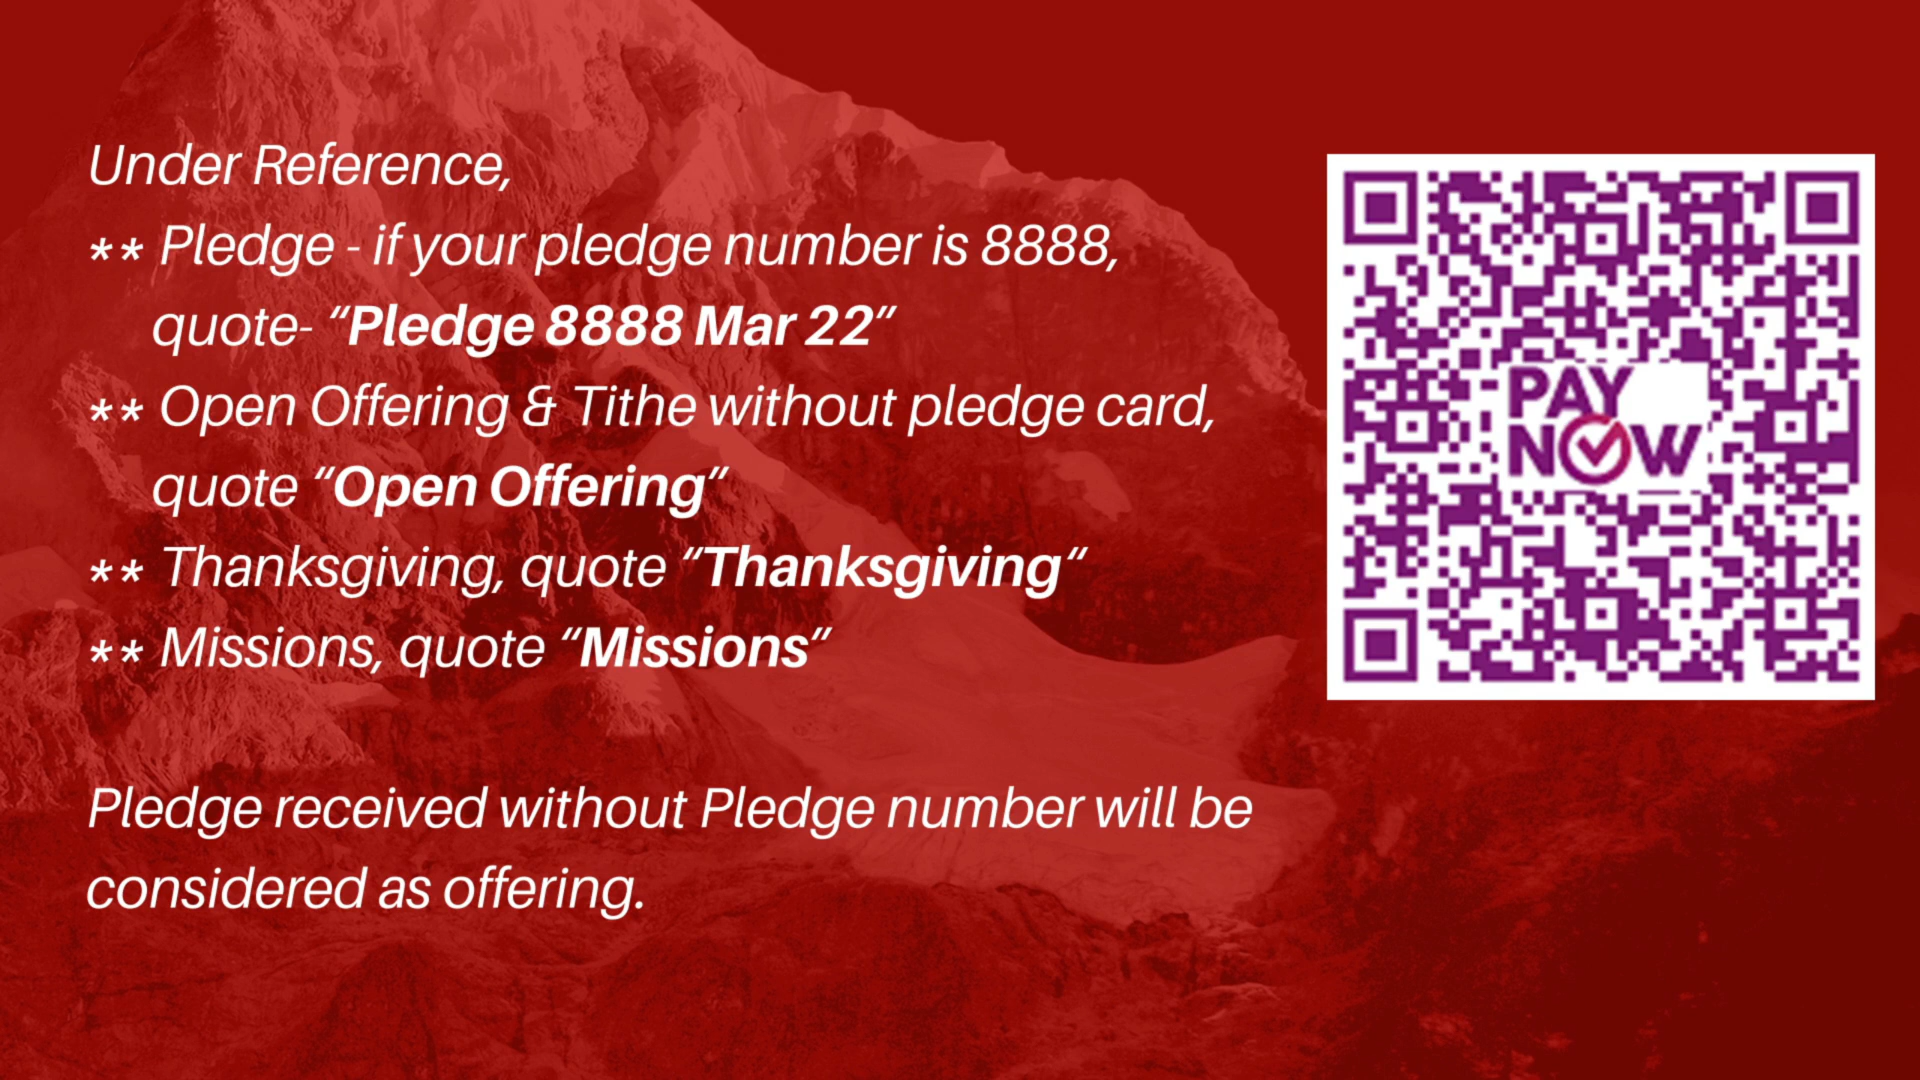 Under Reference,
** Pledge - if your pledge number is 8888,
quote- “Pledge 8888 Mar 22”
** Open Offering & Tithe without pledge card,
quote “Open Offering”
** Thanksgiving, quote “Thanksgiving“
** Missions, quote “Missions”
Pledge received without Pledge number will be
considered as offering.
PAY
NOW